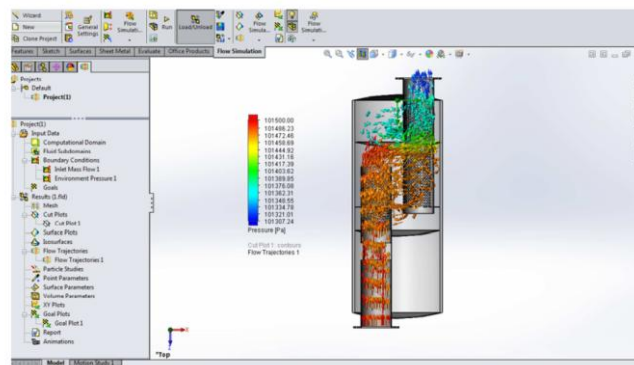 Wizard
New
Clone Project
General Settings
Flow Simulati...
Run
Load/Unload
Flow Simulati...
Flow Simulati...
Features Sketch Surfaces Sheet Metal Evaluate Office Products Flow Simulation
Projects
Default
Project(1)
Project(1)
Input Data
Computational Domain
Fluid Subdomains
Boundary Conditions
Inlet Mass Flow 1
Environment Pressure 1
Goals
Results (1.fld)
Mesh
Cut Plots
Cut Plot 1
Surface Plots
Isosurfaces
Flow Trajectories
Flow Trajectories 1
Particle Studies
Point Parameters
Surface Parameters
Volume Parameters
XY Plots
Goal Plots
Goal Plot 1
Report
Animations
101500.00
101486.23
101472.46
101458.69
101444.92
101431.16
101417.39
101403.62
101389.85
101376.08
101362.31
101348.55
101334.78
101321.01
101307.24
Pressure [Pa]
Cut Plot 1: contours
Flow Trajectories 1
*Top
Model Motion Study 1